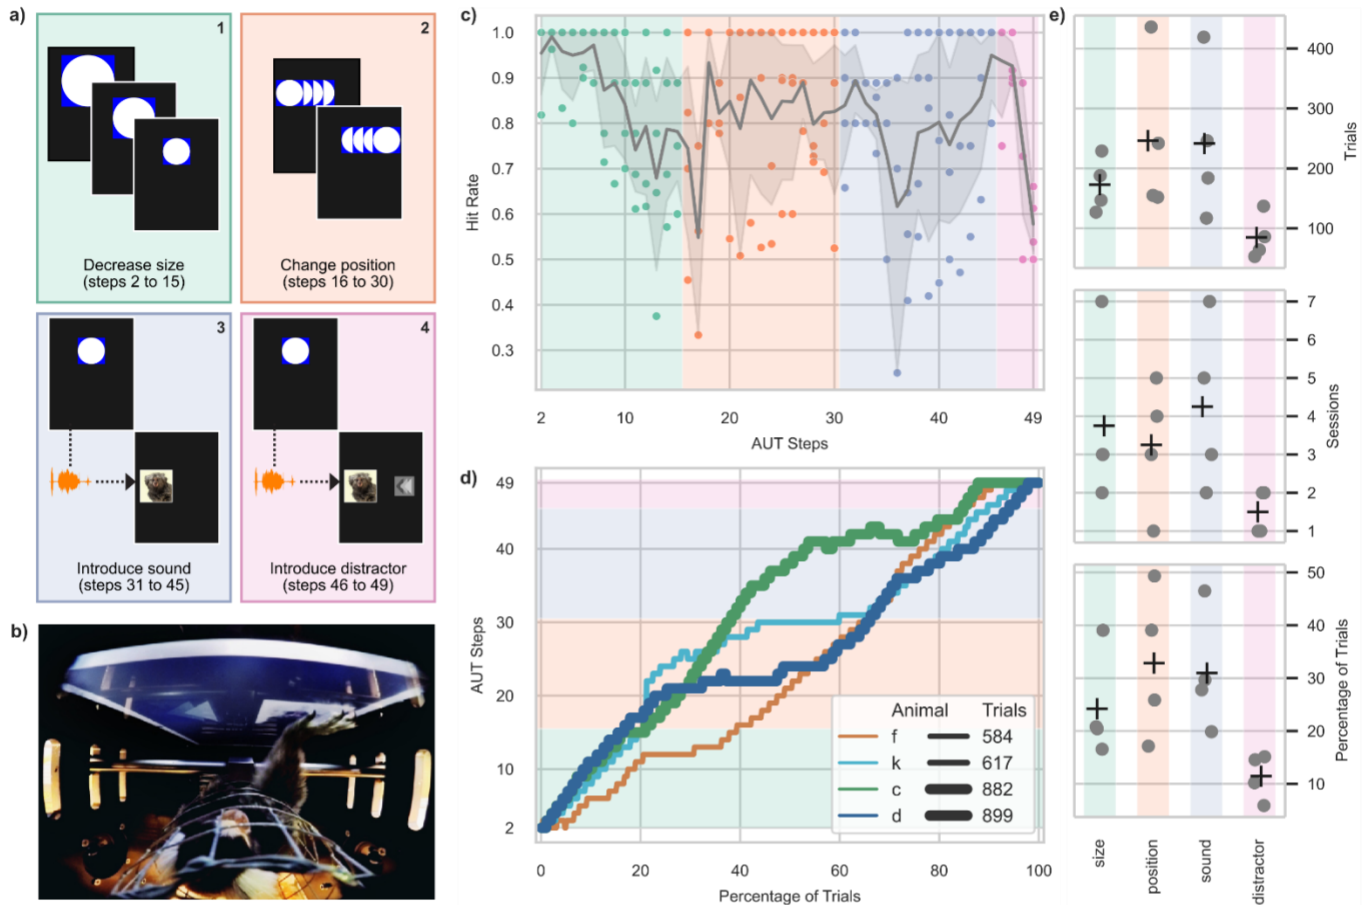 a)
1
Decrease size
(steps 2 to 15)
2
Change position
(steps 16 to 30)
3
Introduce sound
(steps 31 to 45)
4
Introduce distractor
(steps 46 to 49)
b)
c)
Hit Rate
1.0
0.9
0.8
0.7
0.6
0.5
0.4
0.3
2
10
20
30
40
49
AUT Steps
d)
AUT Steps
49
40
30
20
10
2
Animal Trials
f 584
k 617
c 882
d 899
0
20
40
60
80
100
Percentage of Trials
e)
400
300
200
100
Trials
7
6
5
4
3
2
1
Sessions
50
40
30
20
10
Percentage of Trials
size
position
sound
distractor